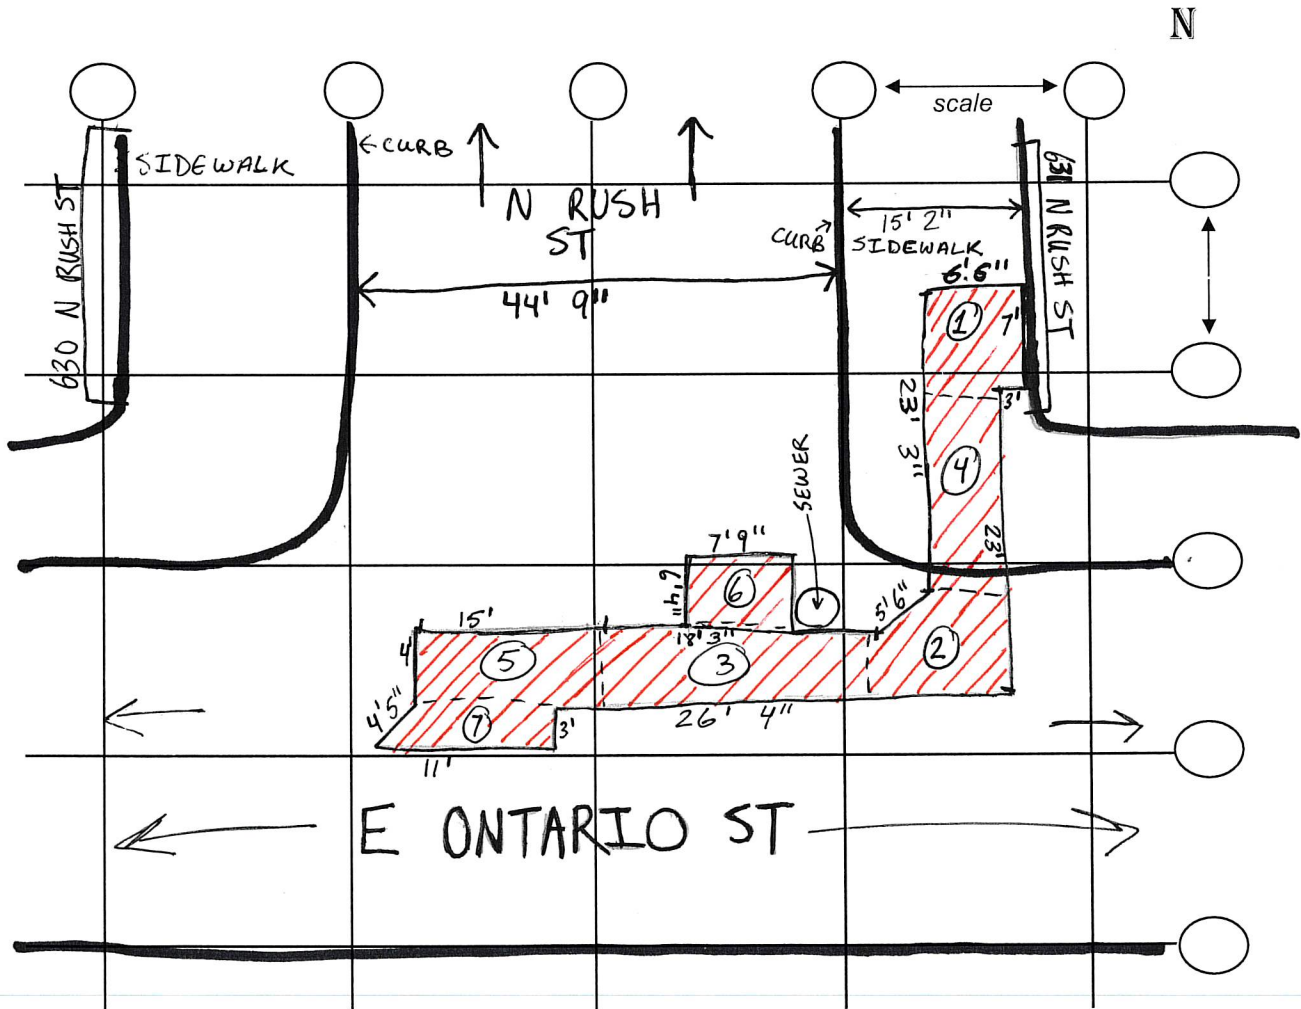 N
scale
←CURB
SIDEWALK
N RUSH
ST
630 N RUSH ST
631 N RUSH ST
15' 2"
CURB
SIDEWALK
44' 9"
6'6"
1
7'
3'
23' 3"
4
23'
SEWER
7'9"
6'4"
6
5'6"
15'
18' 3"
4'
5
3
2
4'5"
7
3'
26' 4"
11'
E ONTARIO ST